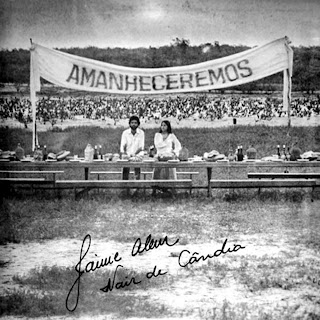 AMANHECEREMOS
Jaime Alem
Nair de Cândia